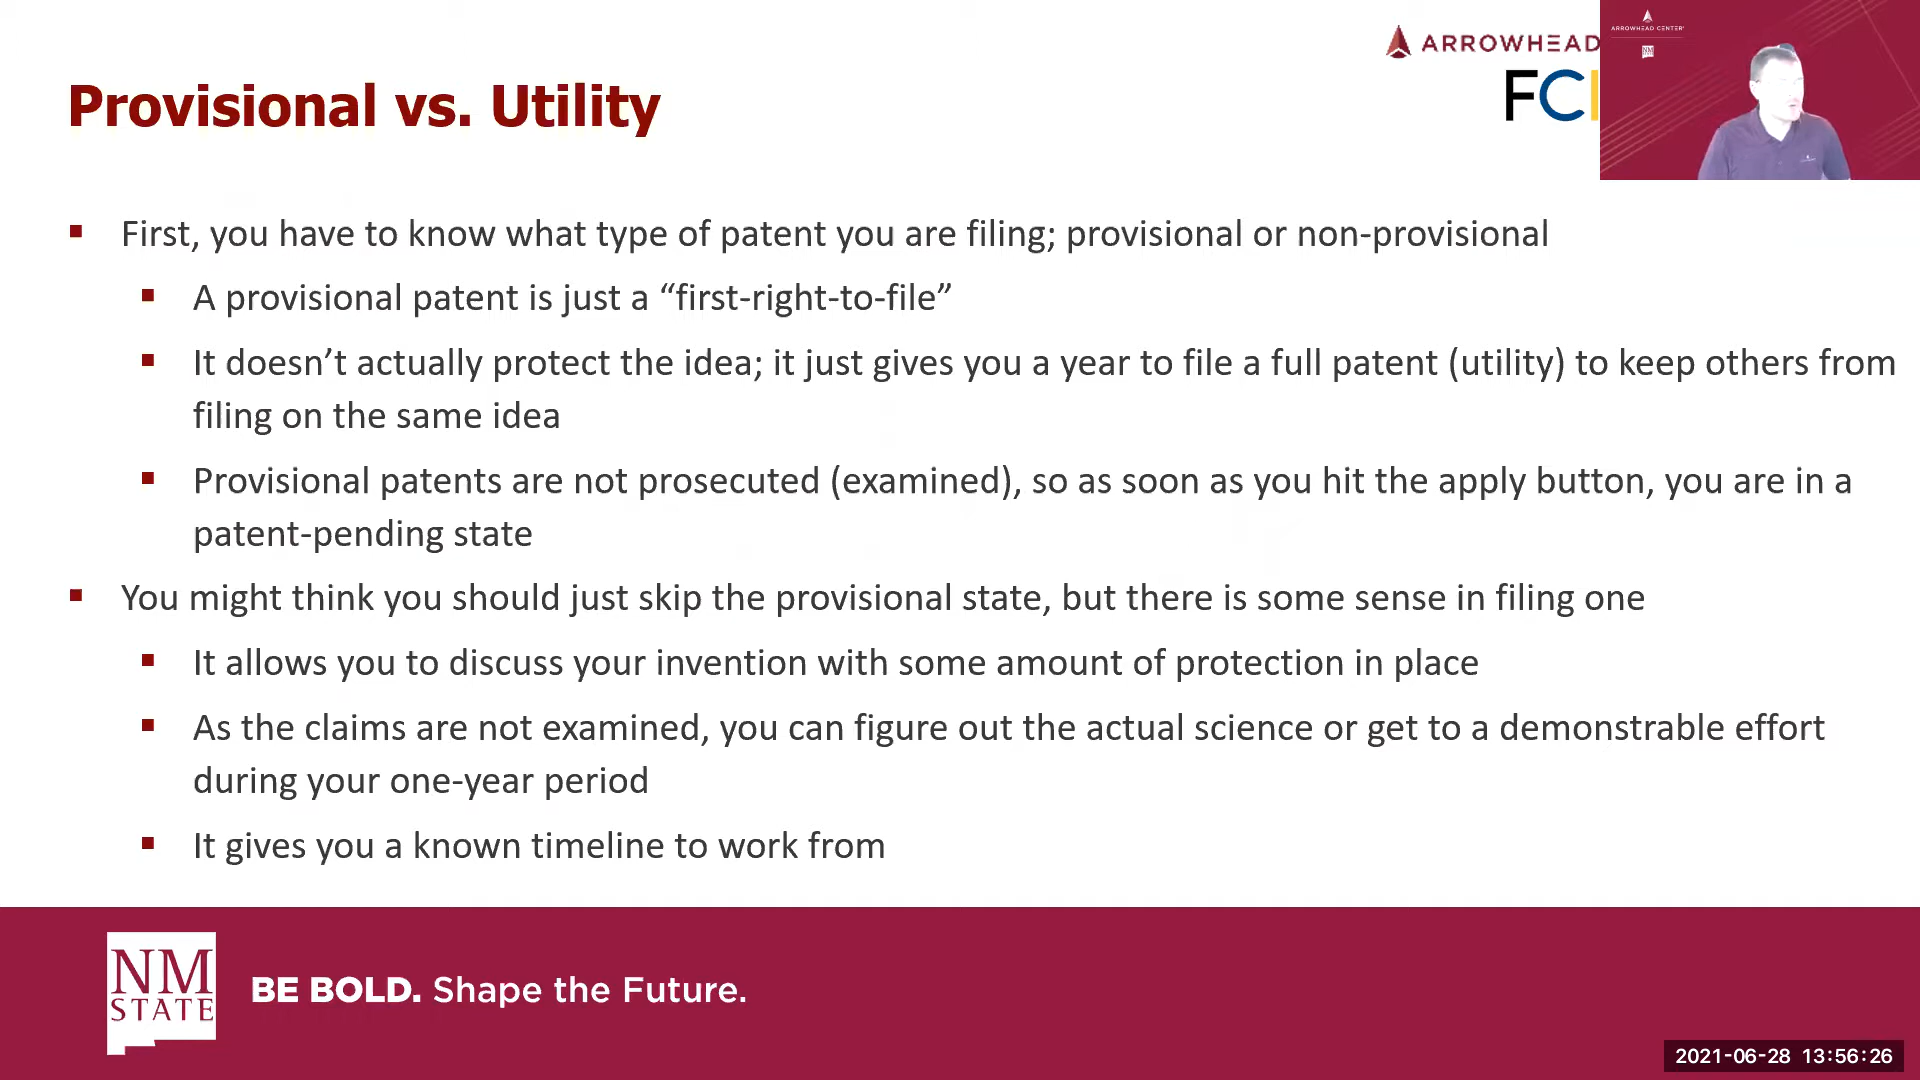 ARROWHEAD
FC
ARROWHEAD CENTER
Provisional vs. Utility
First, you have to know what type of patent you are filing; provisional or non-provisional
A provisional patent is just a “first-right-to-file”
It doesn’t actually protect the idea; it just gives you a year to file a full patent (utility) to keep others from
filing on the same idea
Provisional patents are not prosecuted (examined), so as soon as you hit the apply button, you are in a
patent-pending state
You might think you should just skip the provisional state, but there is some sense in filing one
It allows you to discuss your invention with some amount of protection in place
As the claims are not examined, you can figure out the actual science or get to a demonstrable effort
during your one-year period
It gives you a known timeline to work from
NM
STATE
BE BOLD. Shape the Future.
2021-06-28 13:56:26